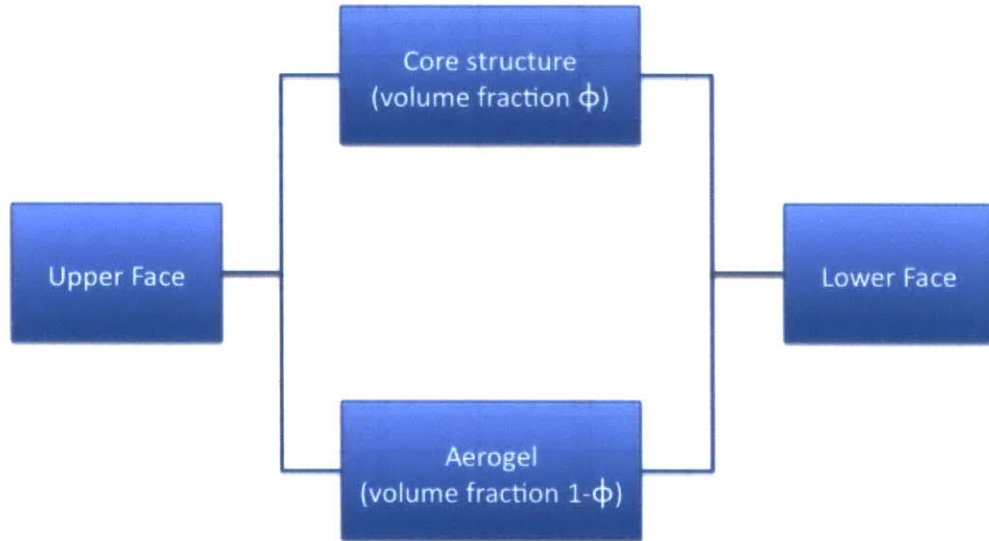 Core structure
(volume fraction ϕ)
Upper Face
Lower Face
Aerogel
(volume fraction 1-ϕ)